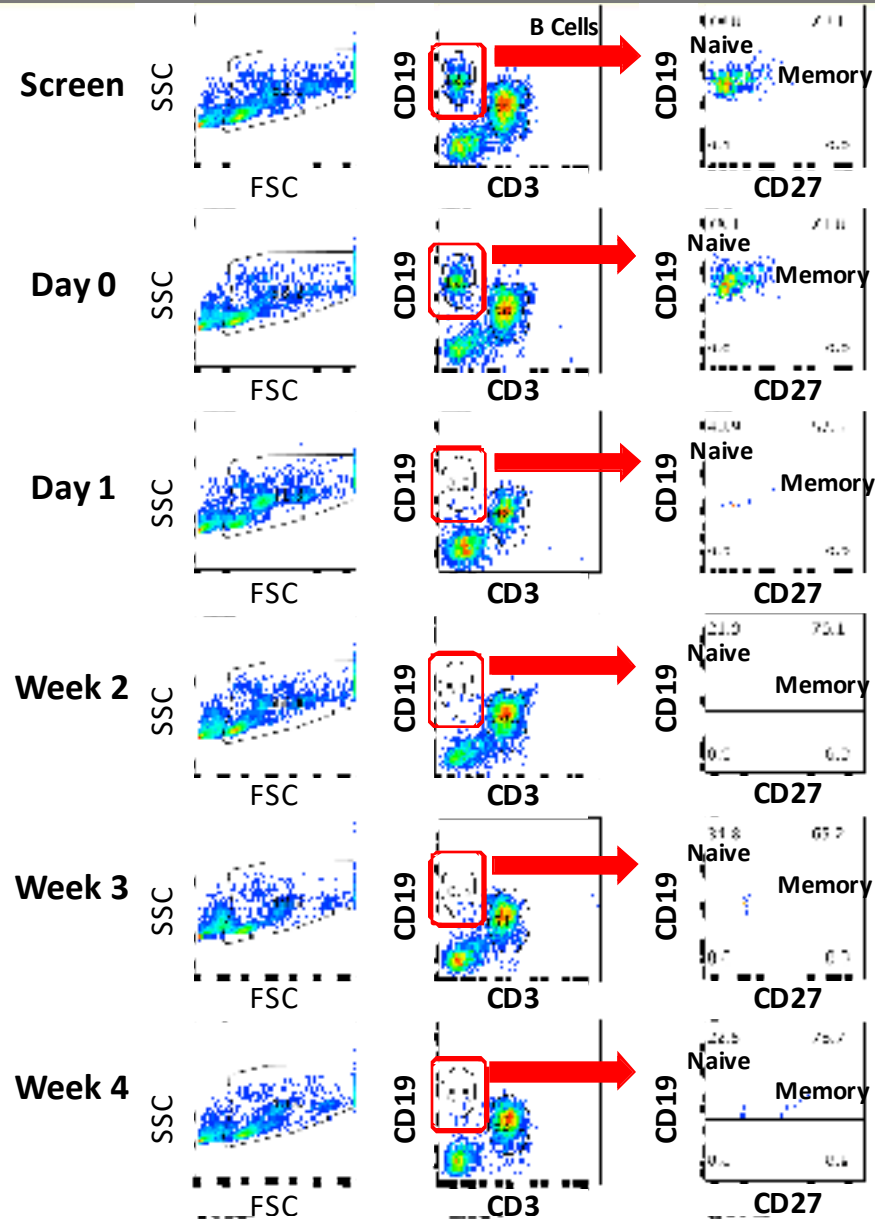 B Cells
Screen
SSC
FSC
CD19
CD3
CD19
Naive
Memory
CD27
Day 0
SSC
FSC
CD19
CD3
CD19
Naive
Memory
CD27
Day 1
SSC
FSC
CD19
CD3
CD19
Naive
Memory
CD27
Week 2
SSC
FSC
CD19
CD3
CD19
Naive
Memory
CD27
Week 3
SSC
FSC
CD19
CD3
CD19
Naive
Memory
CD27
Week 4
SSC
FSC
CD19
CD3
CD19
Naive
Memory
CD27